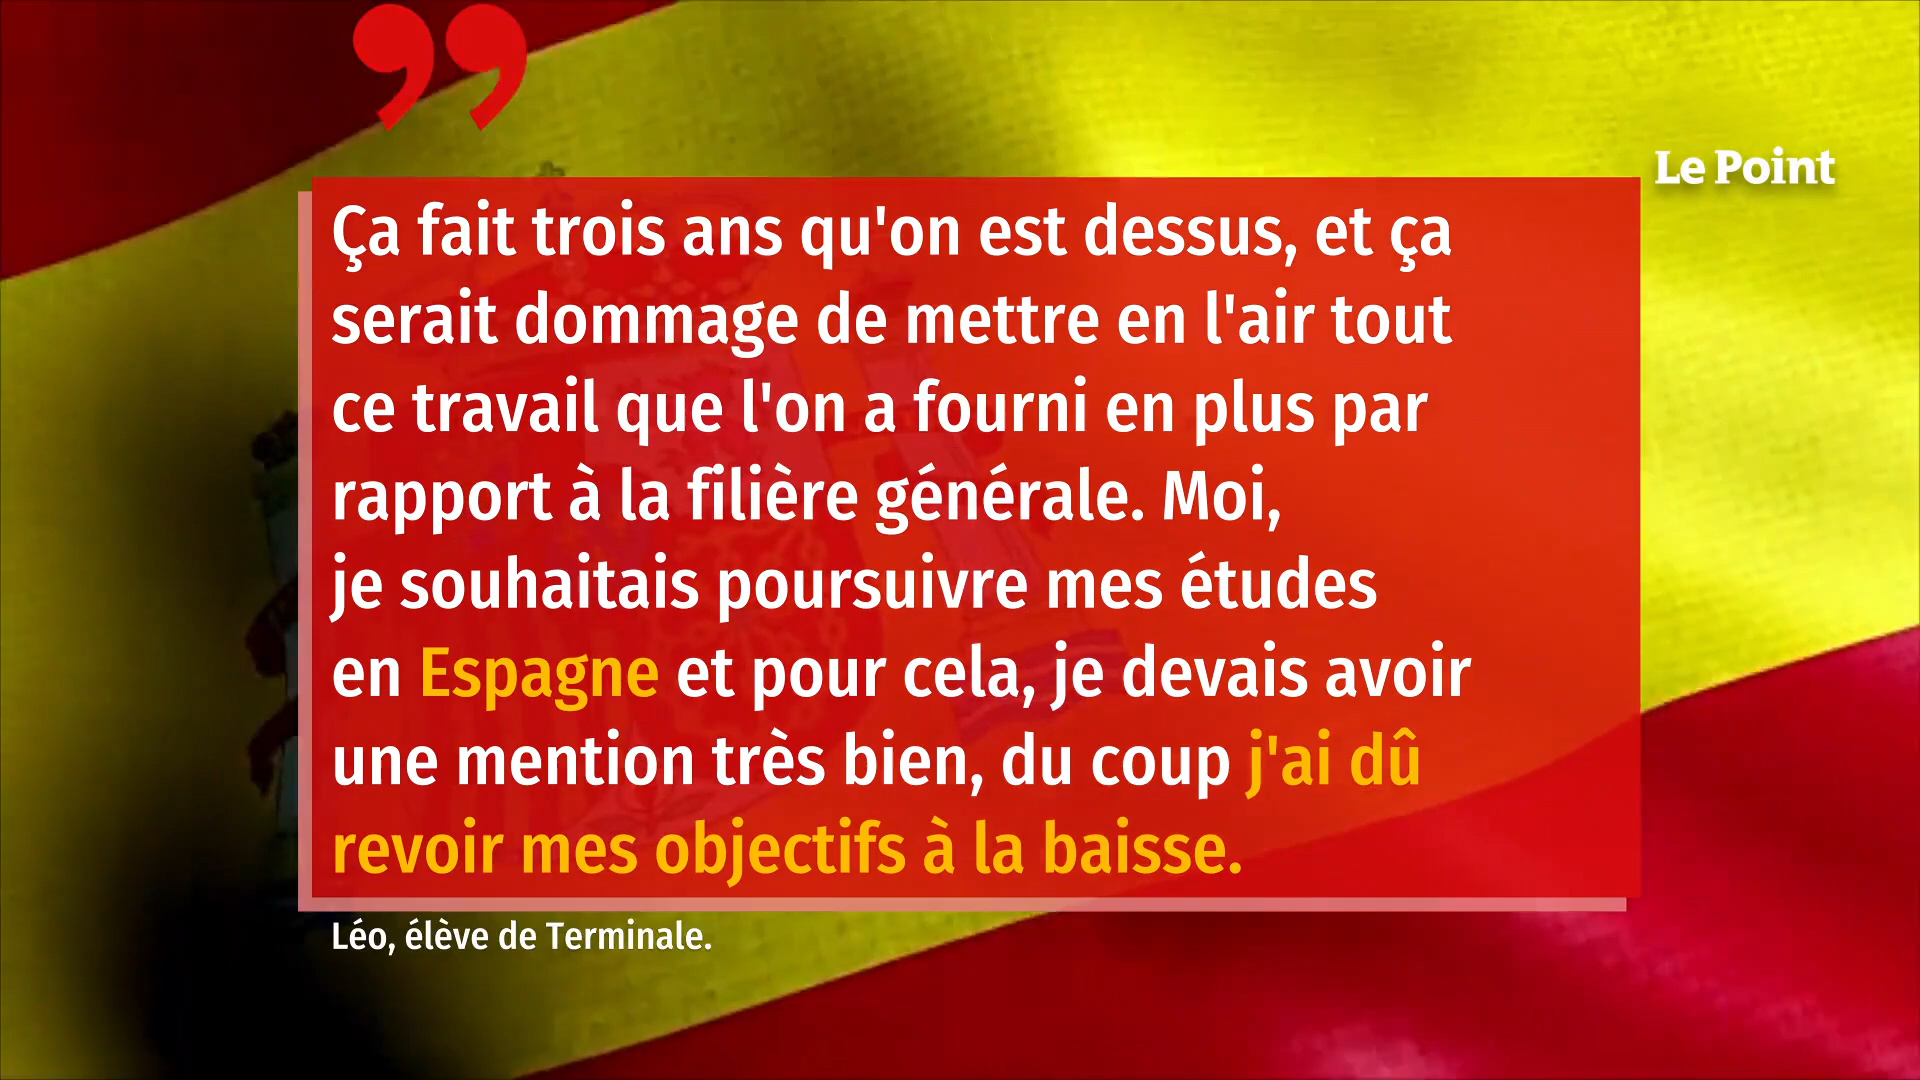 ”
Le Point
Ça fait trois ans qu'on est dessus, et ça
serait dommage de mettre en l'air tout
ce travail que l'on a fourni en plus par
rapport à la filière générale. Moi,
je souhaitais poursuivre mes études
en Espagne et pour cela, je devais avoir
une mention très bien, du coup j'ai dû
revoir mes objectifs à la baisse.
Léo, élève de Terminale.